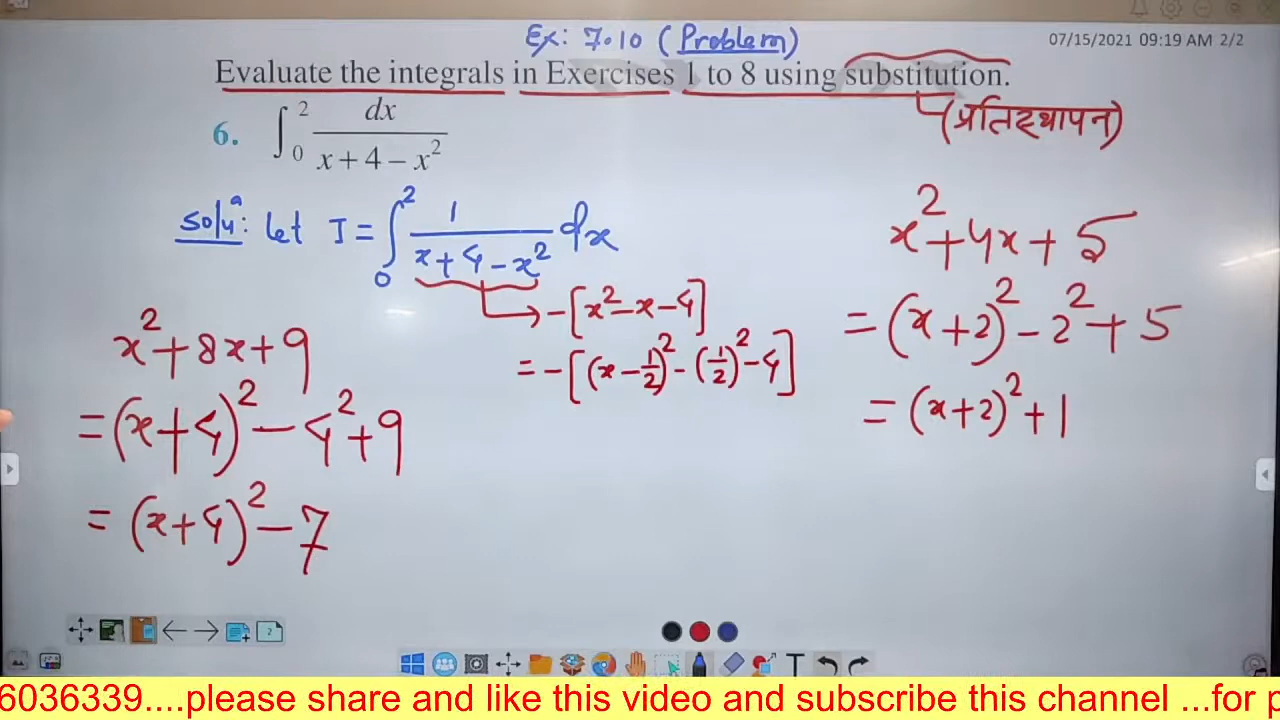 Ex: 7.10 (Problem)
07/15/2021 09:19 AM 2/2
Evaluate the integrals in Exercises 1 to 8 using substitution.
(प्रतिस्थापन)
6. ∫₀² dx / (x + 4 – x²)
Soluⁿ: let I = ∫₀² 1 / (x + 4 – x²) dx
→ –[x² – x – 4]
= –[(x – 1/2)² – (1/2)² – 4]
x² + 8x + 9
= (x + 4)² – 4² + 9
= (x + 4)² – 7
x² + 4x + 5
= (x + 2)² – 2² + 5
= (x + 2)² + 1
2
T
6036339....please share and like this video and subscribe this channel ...for p